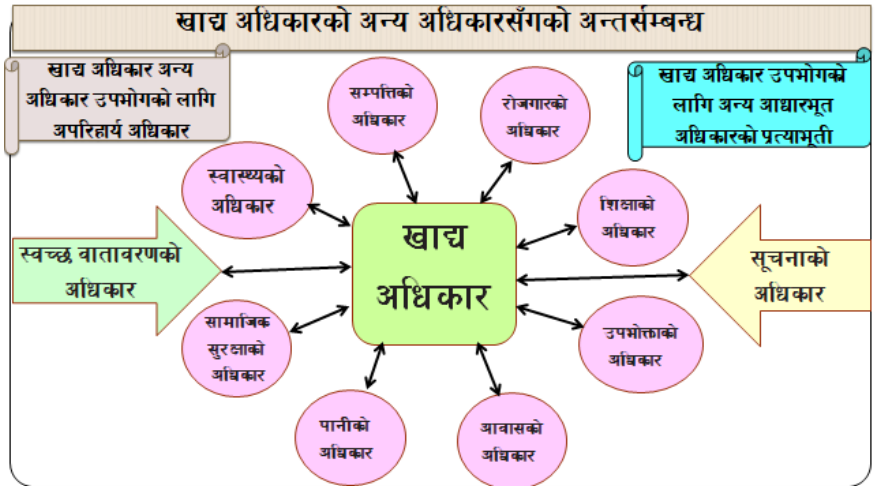 खाद्य अधिकारको अन्य अधिकारसँगको अन्तर्सम्बन्ध
खाद्य अधिकार अन्य
अधिकार उपभोगको लागि
अपरिहार्य अधिकार
खाद्य अधिकार उपभोगको
लागि अन्य आधारभूत
अधिकारको प्रत्याभूती
सम्पत्तिको
अधिकार
रोजगारको
अधिकार
स्वास्थ्यको
अधिकार
शिक्षाको
अधिकार
स्वच्छ वातावरणको
अधिकार
खाद्य
अधिकार
सूचनाको
अधिकार
सामाजिक
सुरक्षाको
अधिकार
उपभोक्ताको
अधिकार
पानीको
अधिकार
आवासको
अधिकार